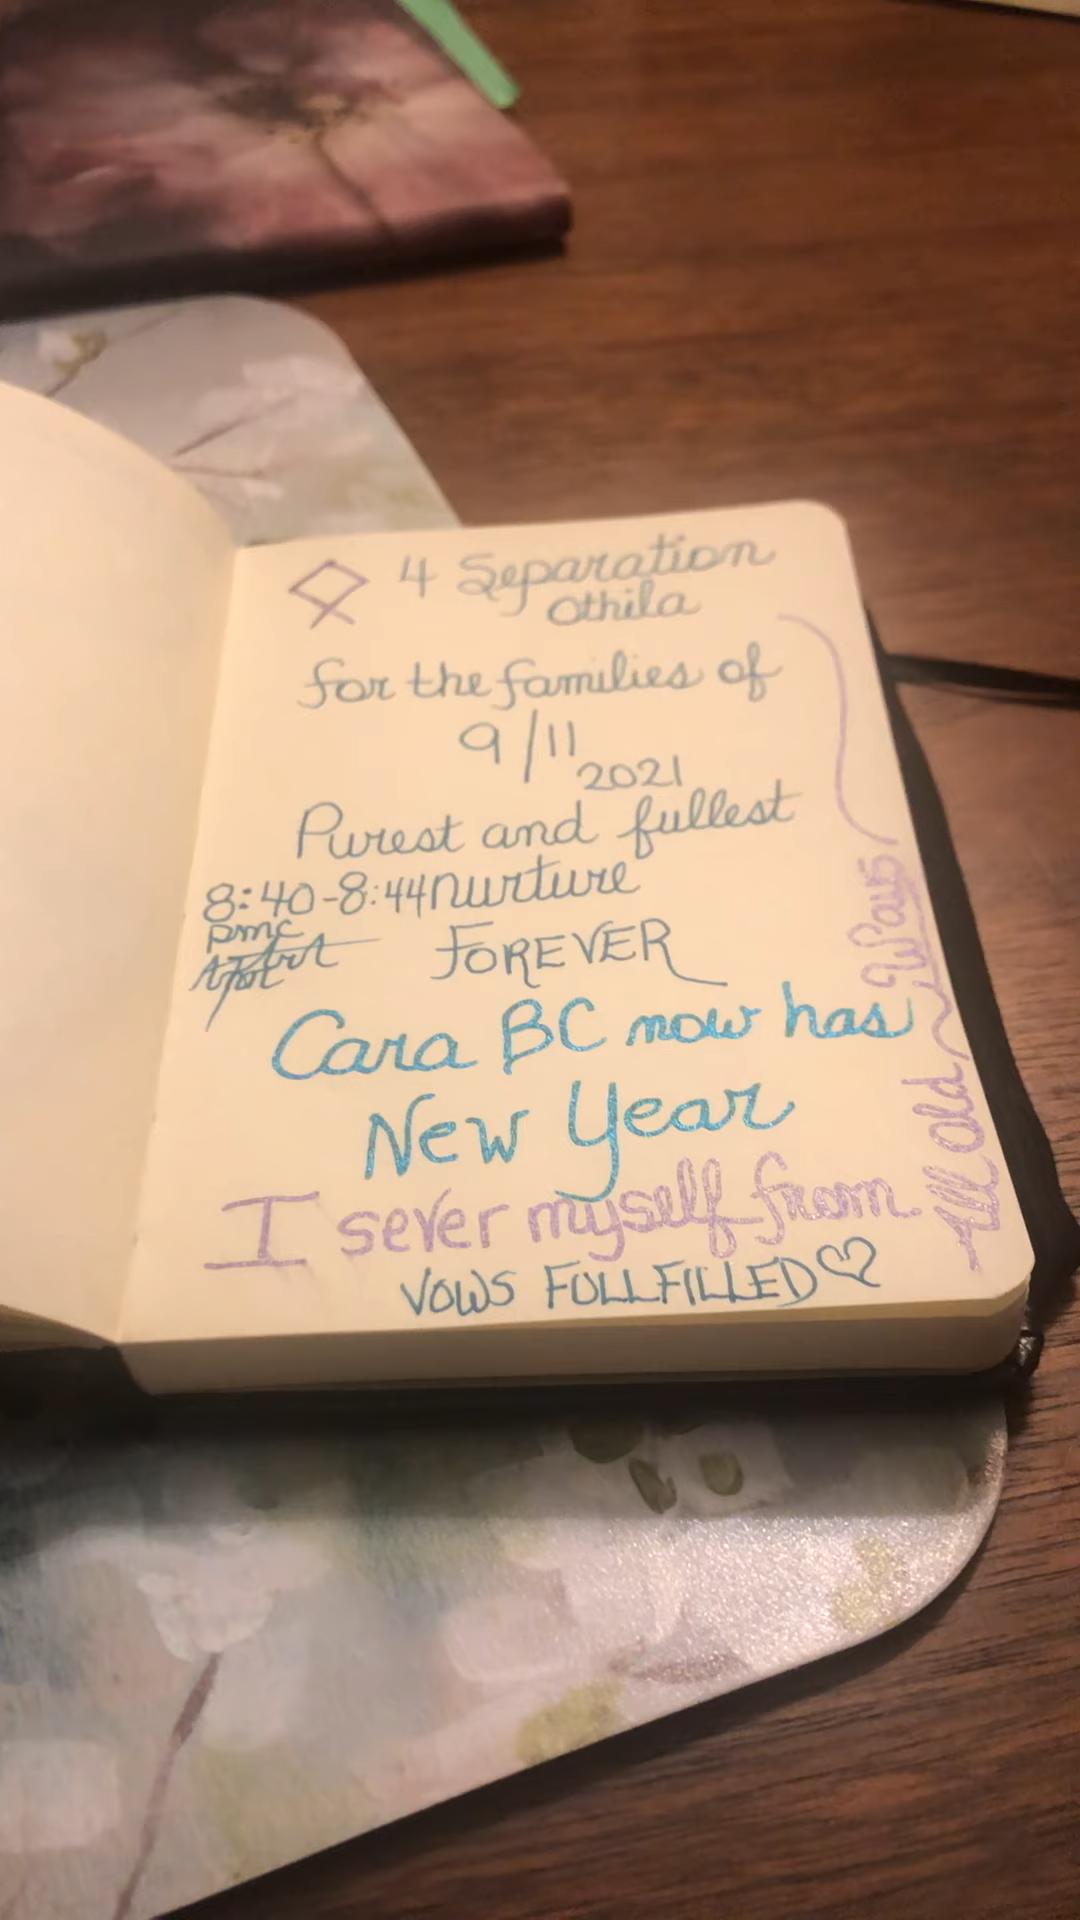 4 Separation
Othila
for the families of
9/11
2021
Purest and fullest
8:40-8:44 nurture
pmc
FOREVER
Cara BC now has
New Year
I sever myself from
All Old Ways
VOWS FULLFILLED